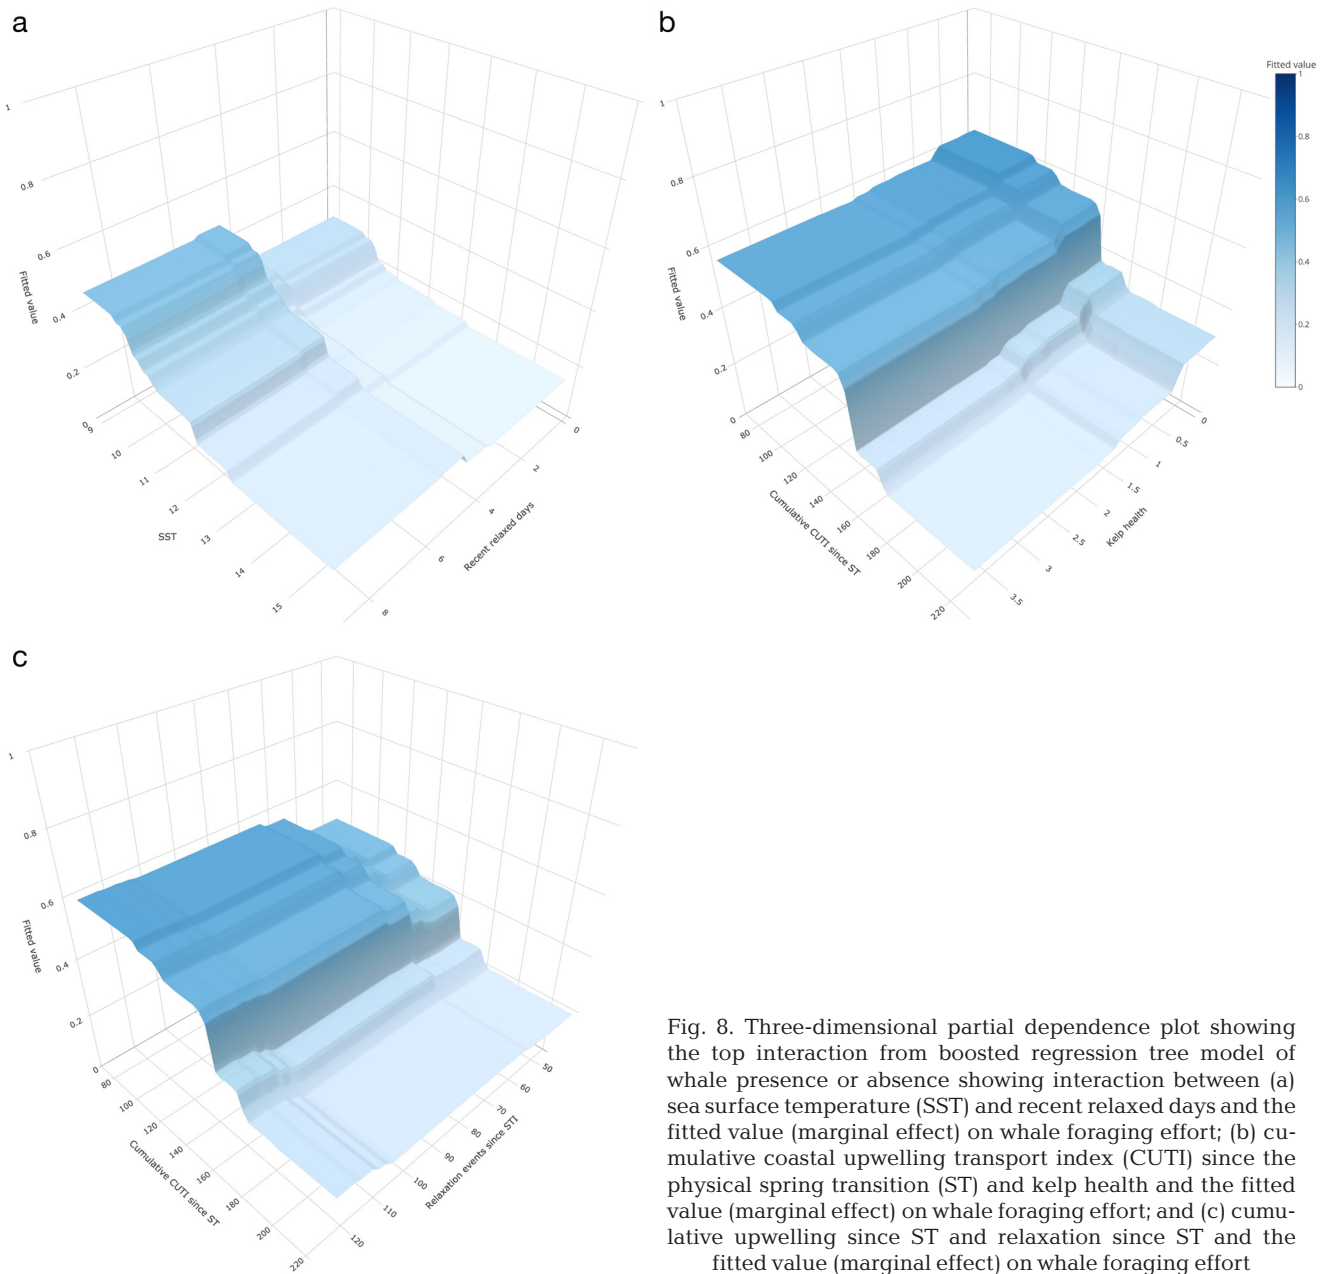 a
1
0.8
0.6
0.4
0.2
0
Fitted value
9
10
11
12
13
14
15
SST
0
2
4
6
8
Recent relaxed days
b
1
0.8
0.6
0.4
0.2
0
Fitted value
80
100
120
140
160
180
200
220
Cumulative CUTI since ST
0
0.5
1
1.5
2
2.5
3
3.5
Kelp health
Fitted value
1
0.8
0.6
0.4
0.2
0
c
1
0.8
0.6
0.4
0.2
0
Fitted value
80
100
120
140
160
180
200
220
Cumulative CUTI since ST
50
60
70
80
90
100
110
120
Relaxation events since STI
Fig. 8. Three-dimensional partial dependence plot showing
the top interaction from boosted regression tree model of
whale presence or absence showing interaction between (a)
sea surface temperature (SST) and recent relaxed days and the
fitted value (marginal effect) on whale foraging effort; (b) cu-
mulative coastal upwelling transport index (CUTI) since the
physical spring transition (ST) and kelp health and the fitted
value (marginal effect) on whale foraging effort; and (c) cumu-
lative upwelling since ST and relaxation since ST and the
fitted value (marginal effect) on whale foraging effort